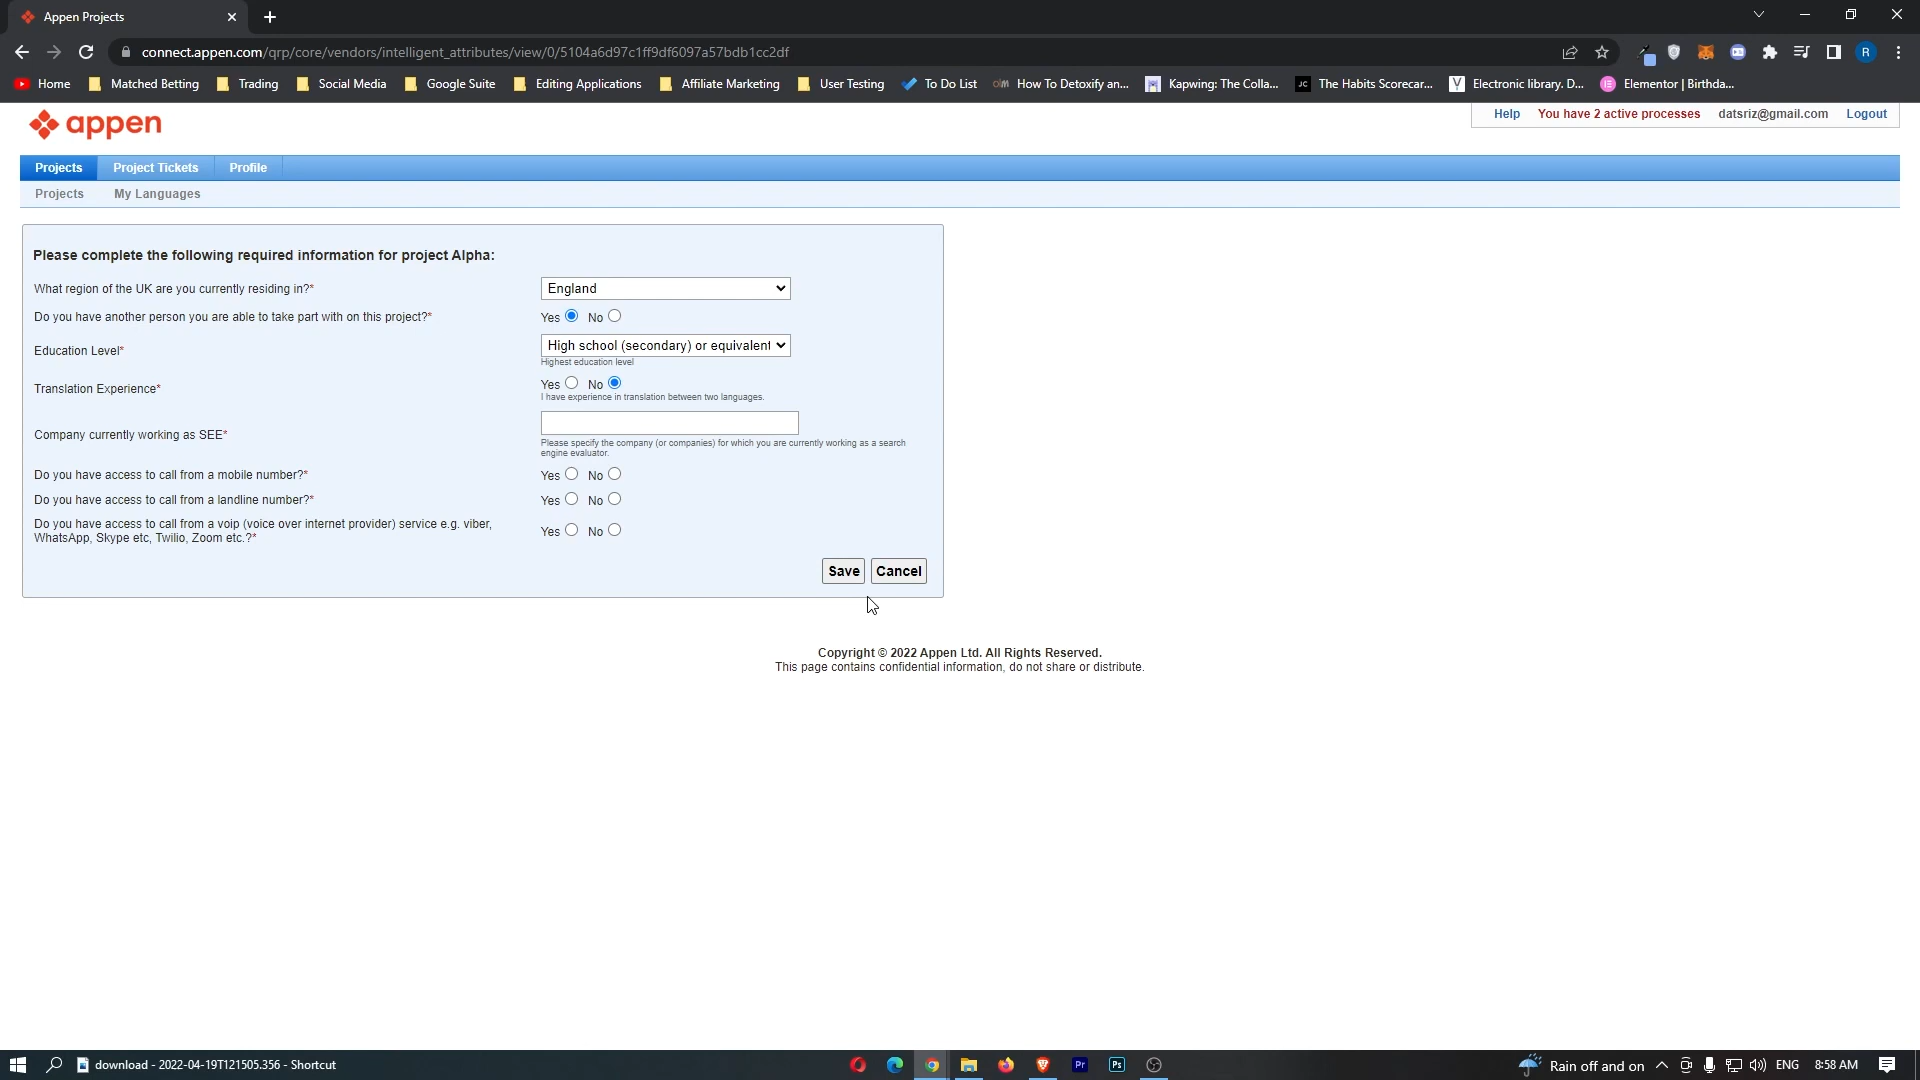 Appen Projects
connect.appen.com/qrp/core/vendors/intelligent_attributes/view/0/5104a6d97c1ff9df6097a57bdb1cc2df
R
Home Matched Betting Trading Social Media Google Suite Editing Applications Affiliate Marketing User Testing To Do List How To Detoxify an... Kapwing: The Colla... JC The Habits Scorecar... Electronic library. D... Elementor | Birthda...
appen
Help You have 2 active processes datsriz@gmail.com Logout
Projects Project Tickets Profile
Projects My Languages
Please complete the following required information for project Alpha:
What region of the UK are you currently residing in?* England
Do you have another person you are able to take part with on this project?* Yes No
Education Level* High school (secondary) or equivalent
Highest education level
Translation Experience* Yes No
I have experience in translation between two languages.
Company currently working as SEE*
Please specify the company (or companies) for which you are currently working as a search
engine evaluator.
Do you have access to call from a mobile number?* Yes No
Do you have access to call from a landline number?* Yes No
Do you have access to call from a voip (voice over internet provider) service e.g. viber,
WhatsApp, Skype etc, Twilio, Zoom etc.?* Yes No
Save Cancel
Copyright © 2022 Appen Ltd. All Rights Reserved.
This page contains confidential information, do not share or distribute.
download - 2022-04-19T121505.356 - Shortcut Pr Ps Rain off and on ENG 8:58 AM